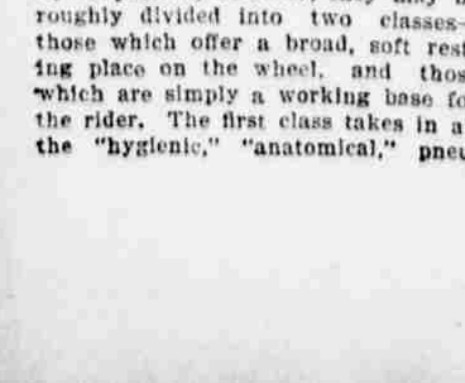 roughly divided into two classes-
those which offer a broad, soft rest
ing place on the wheel, and thos
which are simply a working base fo
the rider. The first class takes in a
the "hygienic," "anatomical," pneu